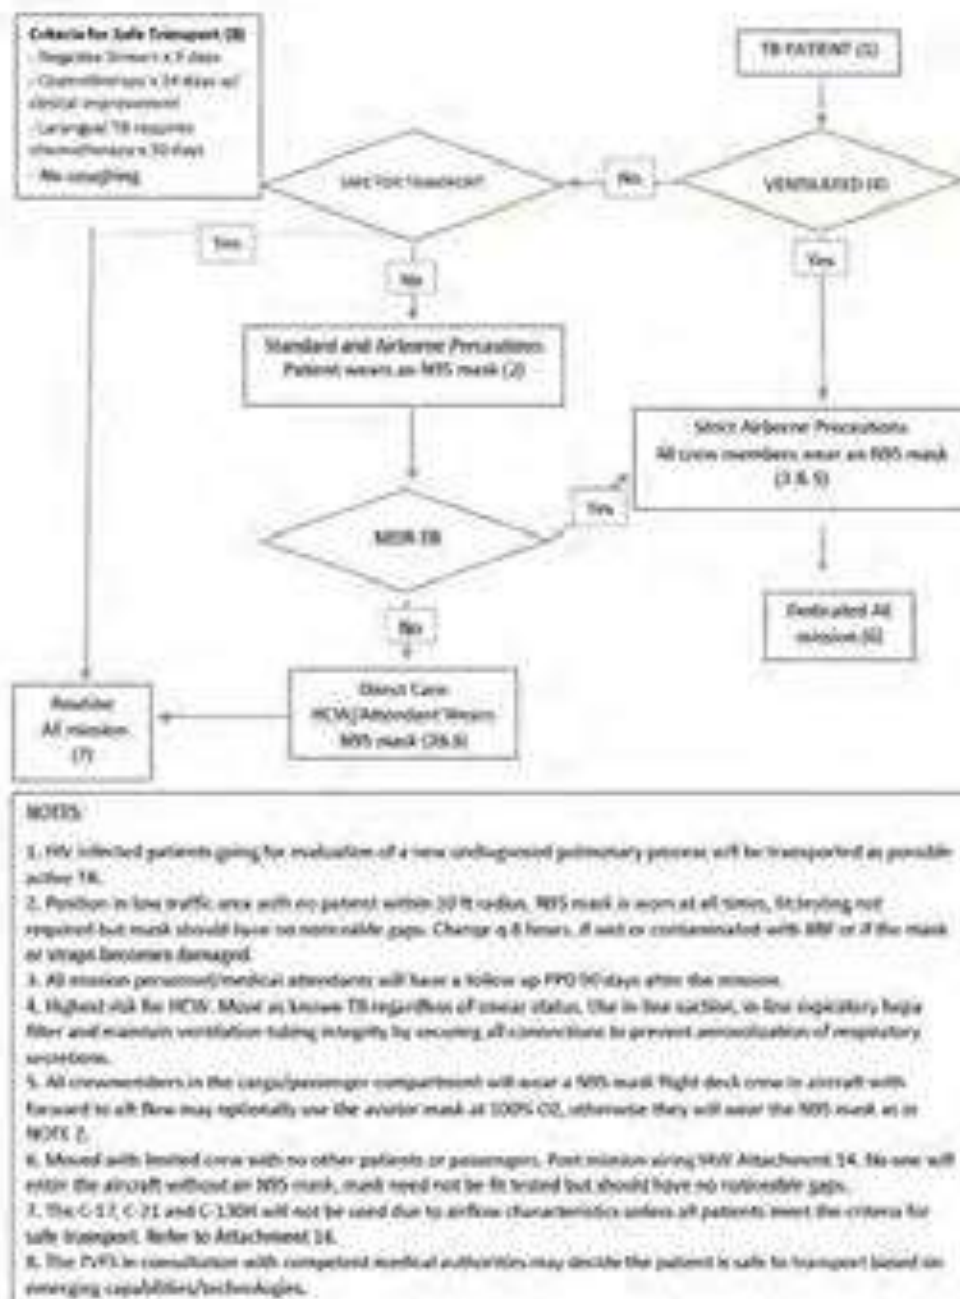 Criteria for Safe Transport (8)
- Negative Smears x 3 days
- Chemotherapy x 14 days w/
clinical improvement
- Laryngeal TB requires
chemotherapy x 30 days
- No coughing
TB PATIENT (1)
VENTILATED (4)
No
SAFE FOR TRANSPORT
Yes
No
Yes
Standard and Airborne Precautions
Patient wears an N95 mask (2)
Strict Airborne Precautions
All crew members wear an N95 mask
(3 & 5)
MDR-TB
Yes
No
Dedicated AE
mission (6)
Direct Care
HCW/Attendant Wears
N95 mask
Routine
AE mission
(7)
NOTES:
1. HIV infected patients going for evaluation of a new undiagnosed pulmonary process will be transported as possible
active TB.
2. Position in low traffic area with no patient within 10 ft radius. N95 mask is worn at all times, fit testing not
required but mask should have no noticeable gaps. Change q 8 hours, if wet or contaminated with or if the mask
or straps becomes damaged.
3. All mission personnel/medical attendants will have a follow up PPD 90 days after the mission.
4. Highest risk for HCW. Move as known TB regardless of smear status. Use in-line suction, in-line expiratory hepa
filter and maintain ventilation tubing integrity by securing all connections to prevent aerosolization of respiratory
secretions.
5. All crewmembers in the cargo/passenger compartment will wear a N95 mask flight deck crew in aircraft with
forward to aft flow may optionally use the aviator mask at 100% O2, otherwise they will wear the N95 mask as in
NOTE 2.
6. Moved with limited crew with no other patients or passengers. Post mission airing IAW Attachment 14. No one will
enter the aircraft without an N95 mask, mask need not be fit tested but should have no noticeable gaps.
7. The C-17, C-21 and C-130H will not be used due to airflow characteristics unless all patients meet the criteria for
safe transport. Refer to Attachment
8. The in consultation with competent medical authorities may decide the patient is safe to transport based on
emerging capabilities/technologies.